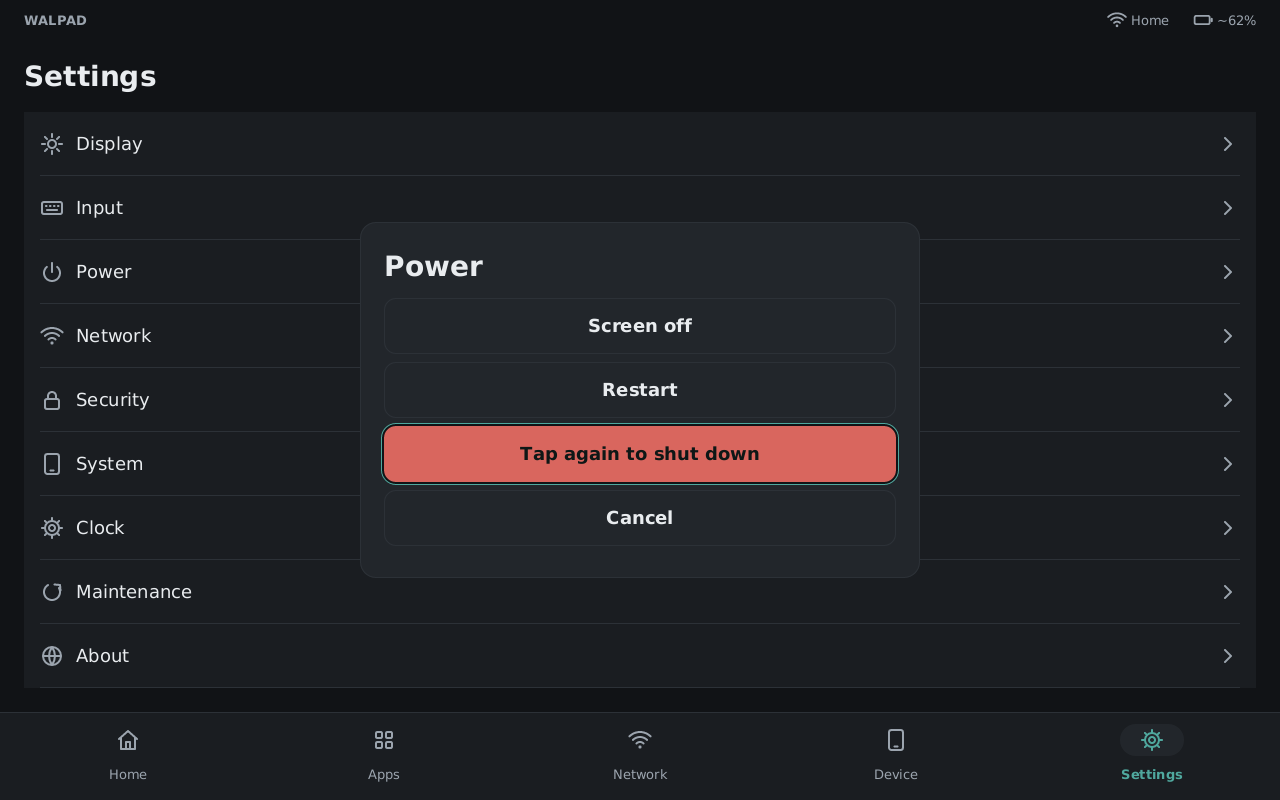 WALPAD
Home
~62%
Settings
Display
Input
Power
Network
Security
System
Clock
Maintenance
About
Power
Screen off
Restart
Tap again to shut down
Cancel
Home
Apps
Network
Device
Settings